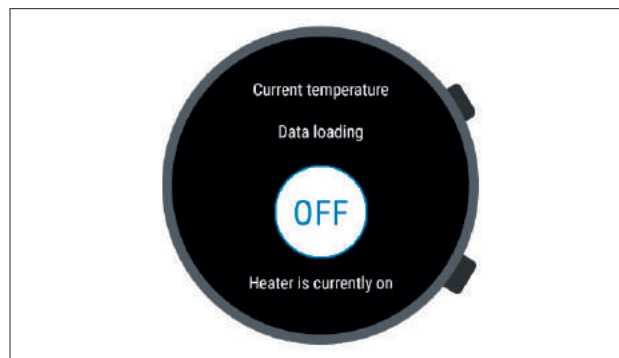 Current temperature
Data loading
OFF
Heater is currently on